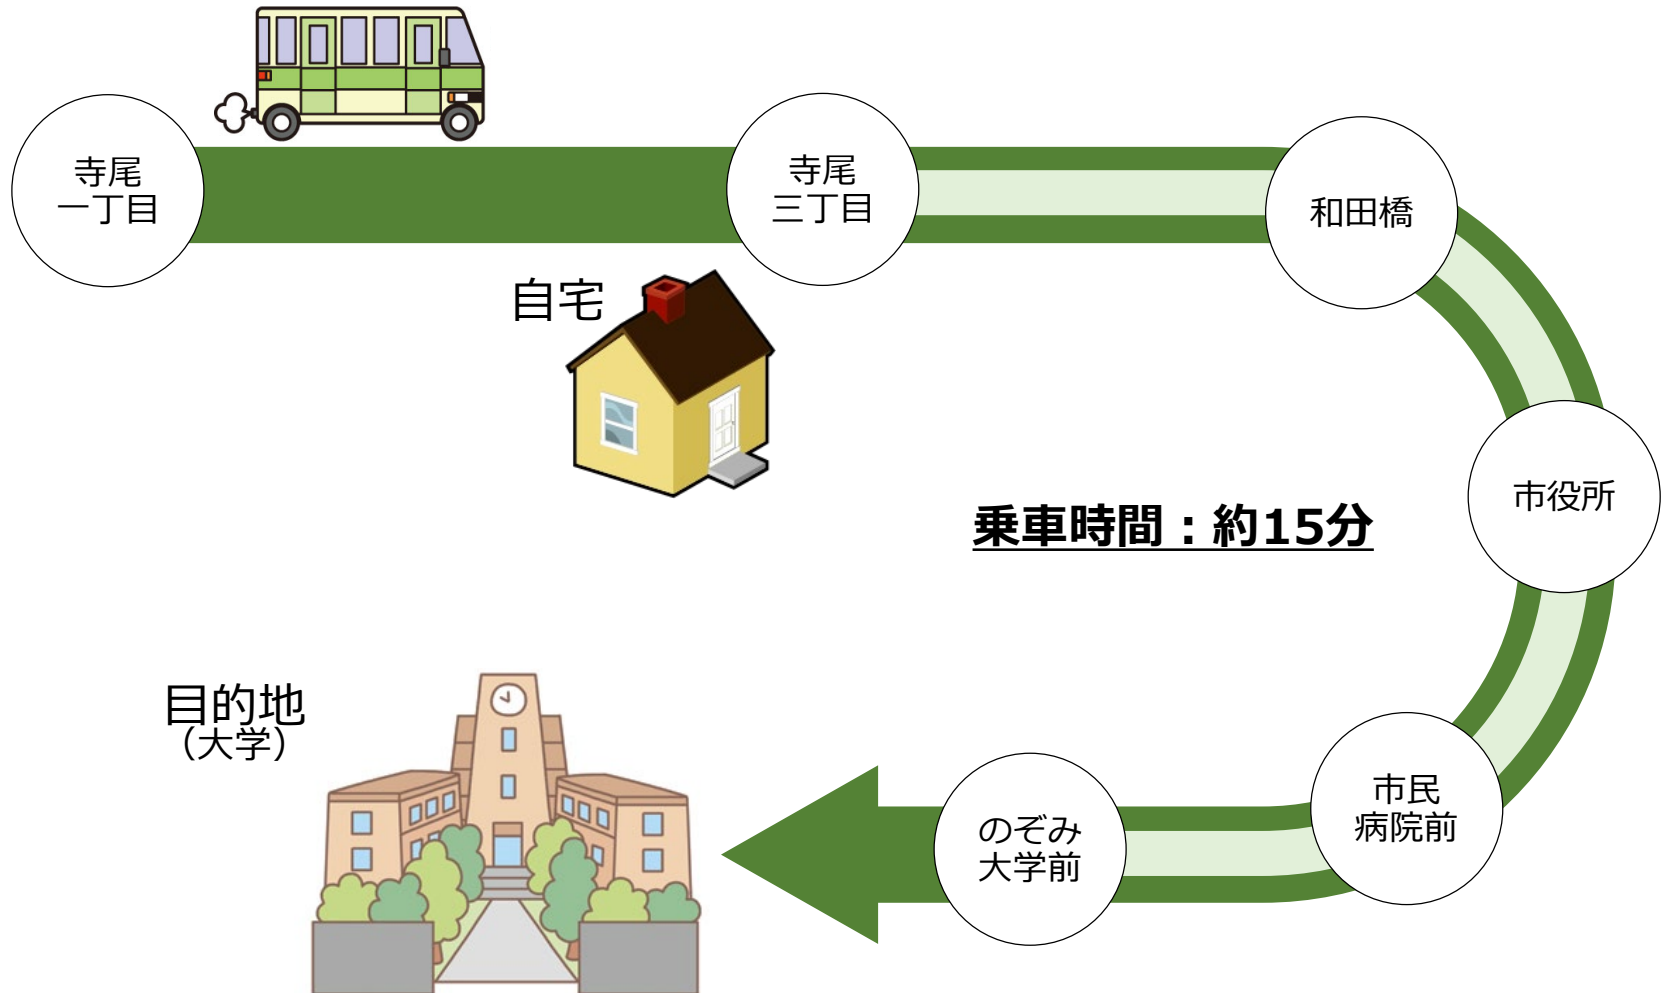 寺尾
一丁目
寺尾
三丁目
和田橋
自宅
市役所
乗車時間：約15分
目的地
（大学）
市民
病院前
のぞみ
大学前